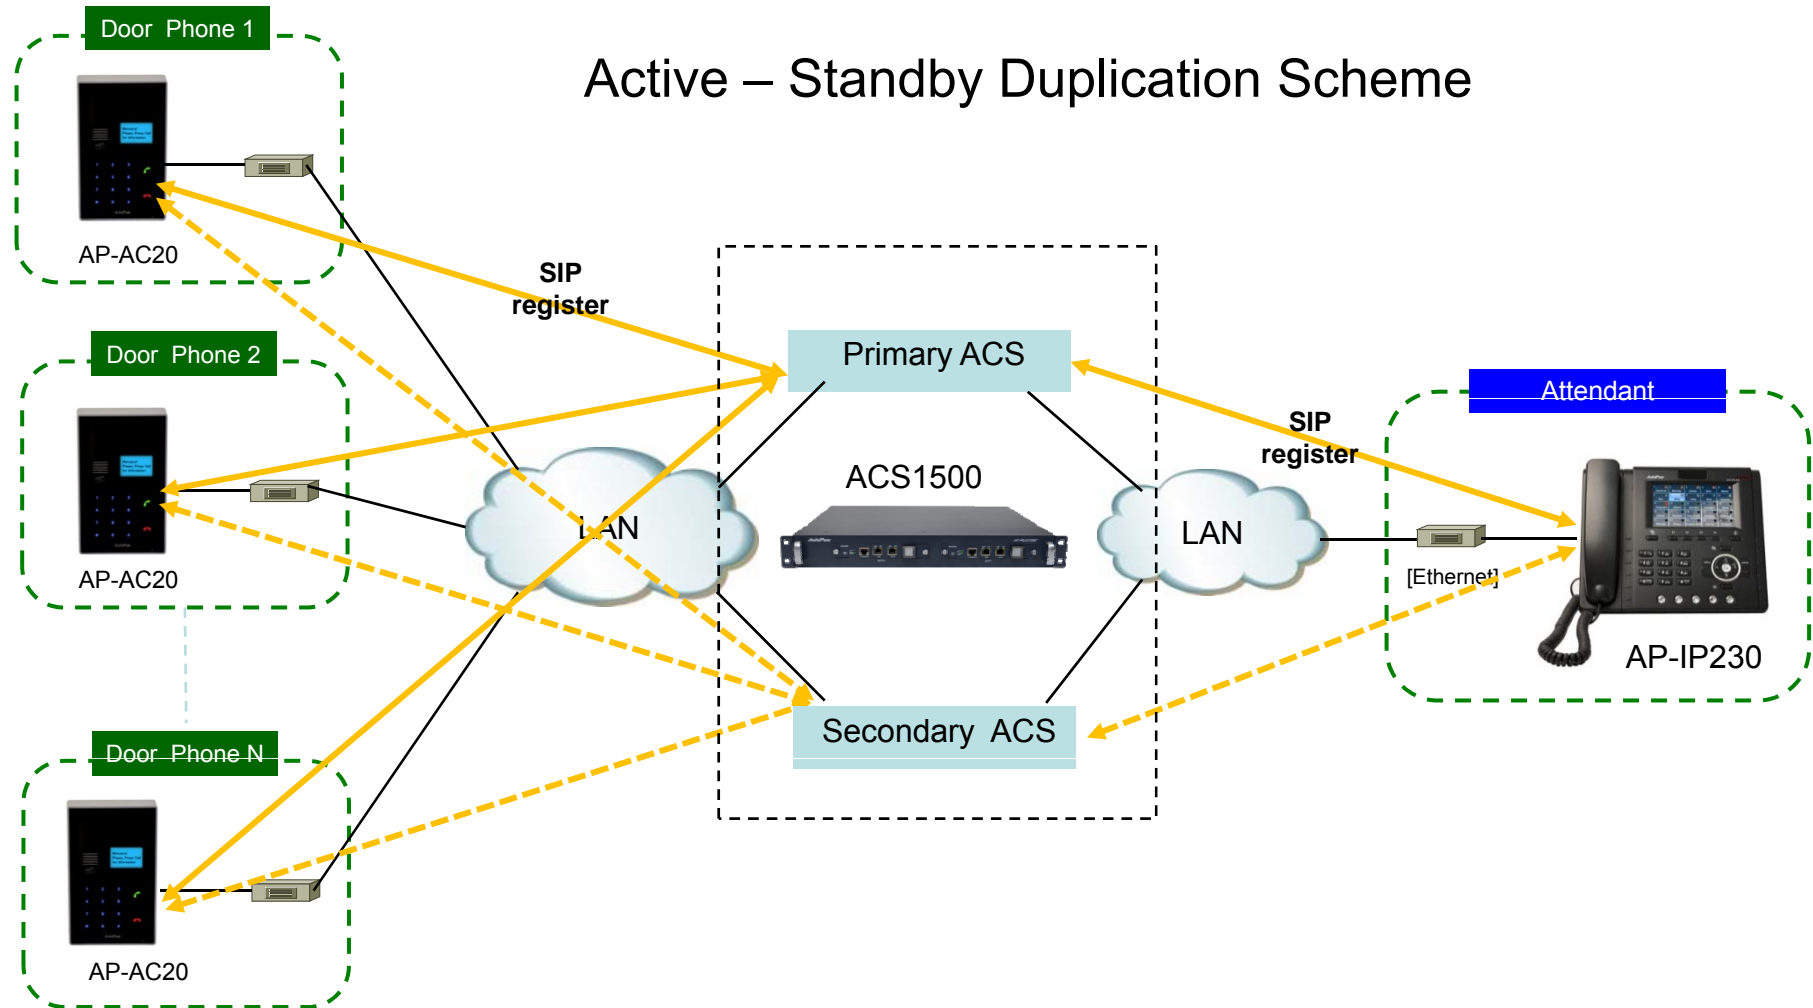 Active – Standby Duplication Scheme
Door Phone 1
AP-AC20
SIP
register
Door Phone 2
AP-AC20
Primary ACS
ACS1500
LAN
LAN
SIP
register
Attendant
[Ethernet]
AP-IP230
Secondary ACS
Door Phone N
AP-AC20